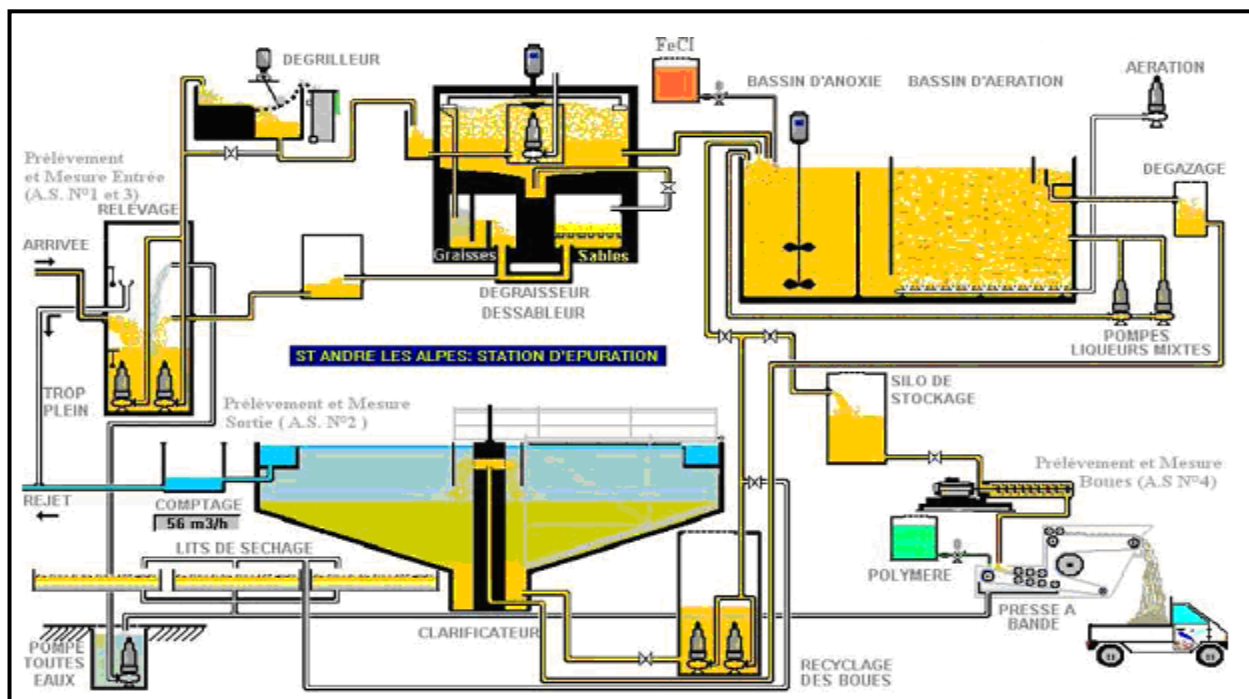 FeCl
DEGRILLEUR
BASSIN D'ANOXIE
BASSIN D'AERATION
AERATION
Prélèvement
et Mesure Entrée
(A.S. N°1 et 3)
RELEVAGE
DEGAZAGE
ARRIVEE
Graisses
Sables
DEGRAISSEUR
DESSABLEUR
POMPES
LIQUEURS MIXTES
ST ANDRE LES ALPES: STATION D'EPURATION
TROP
PLEIN
SILO DE
STOCKAGE
Prélèvement et Mesure
Sortie ( A.S. N°2 )
Prélèvement et Mesure
Boues (A.S N°4)
REJET
COMPTAGE
56 m3/h
LITS DE SECHAGE
POLYMERE
PRESSE A
BANDE
CLARIFICATEUR
POMPE
TOUTES
EAUX
RECYCLAGE
DES BOUES